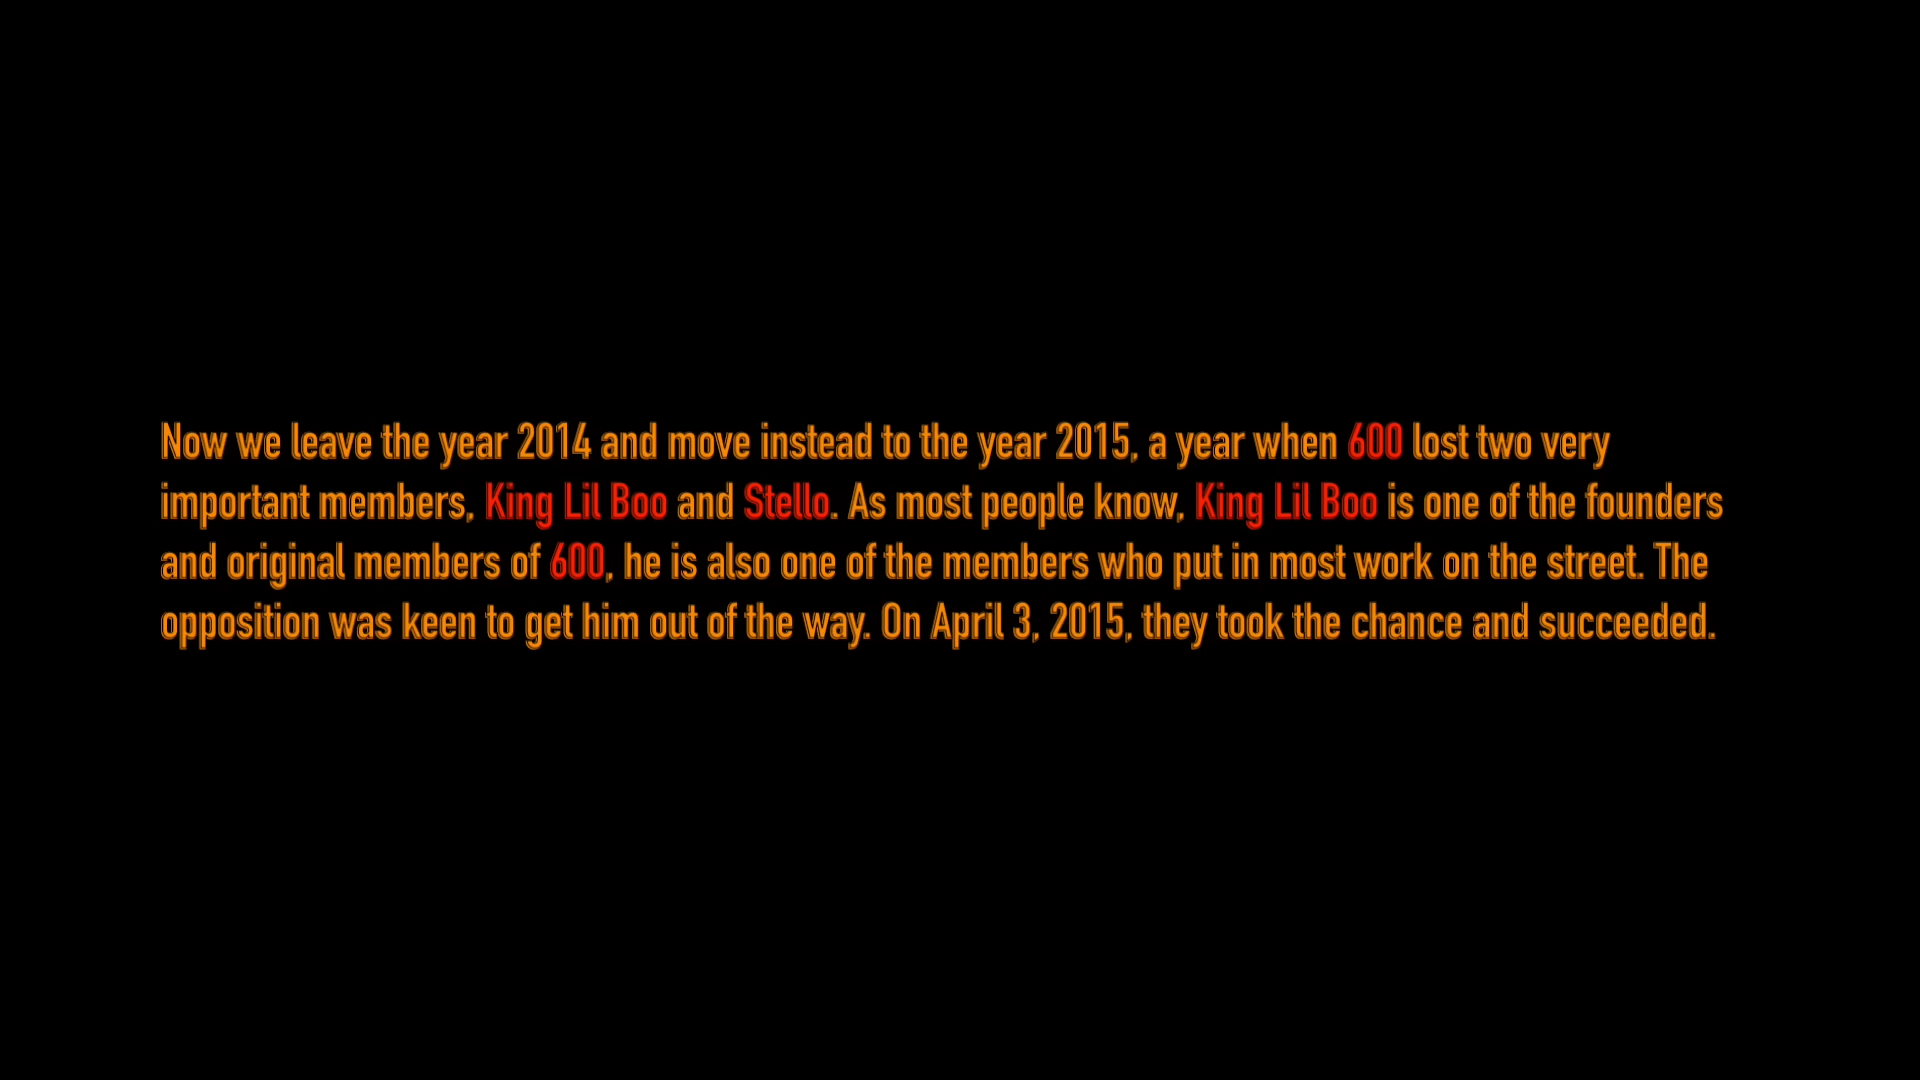 Now we leave the year 2014 and move instead to the year 2015, a year when 600 lost two very
important members, King Lil Boo and Stello. As most people know, King Lil Boo is one of the founders
and original members of 600, he is also one of the members who put in most work on the street. The
opposition was keen to get him out of the way. On April 3, 2015, they took the chance and succeeded.